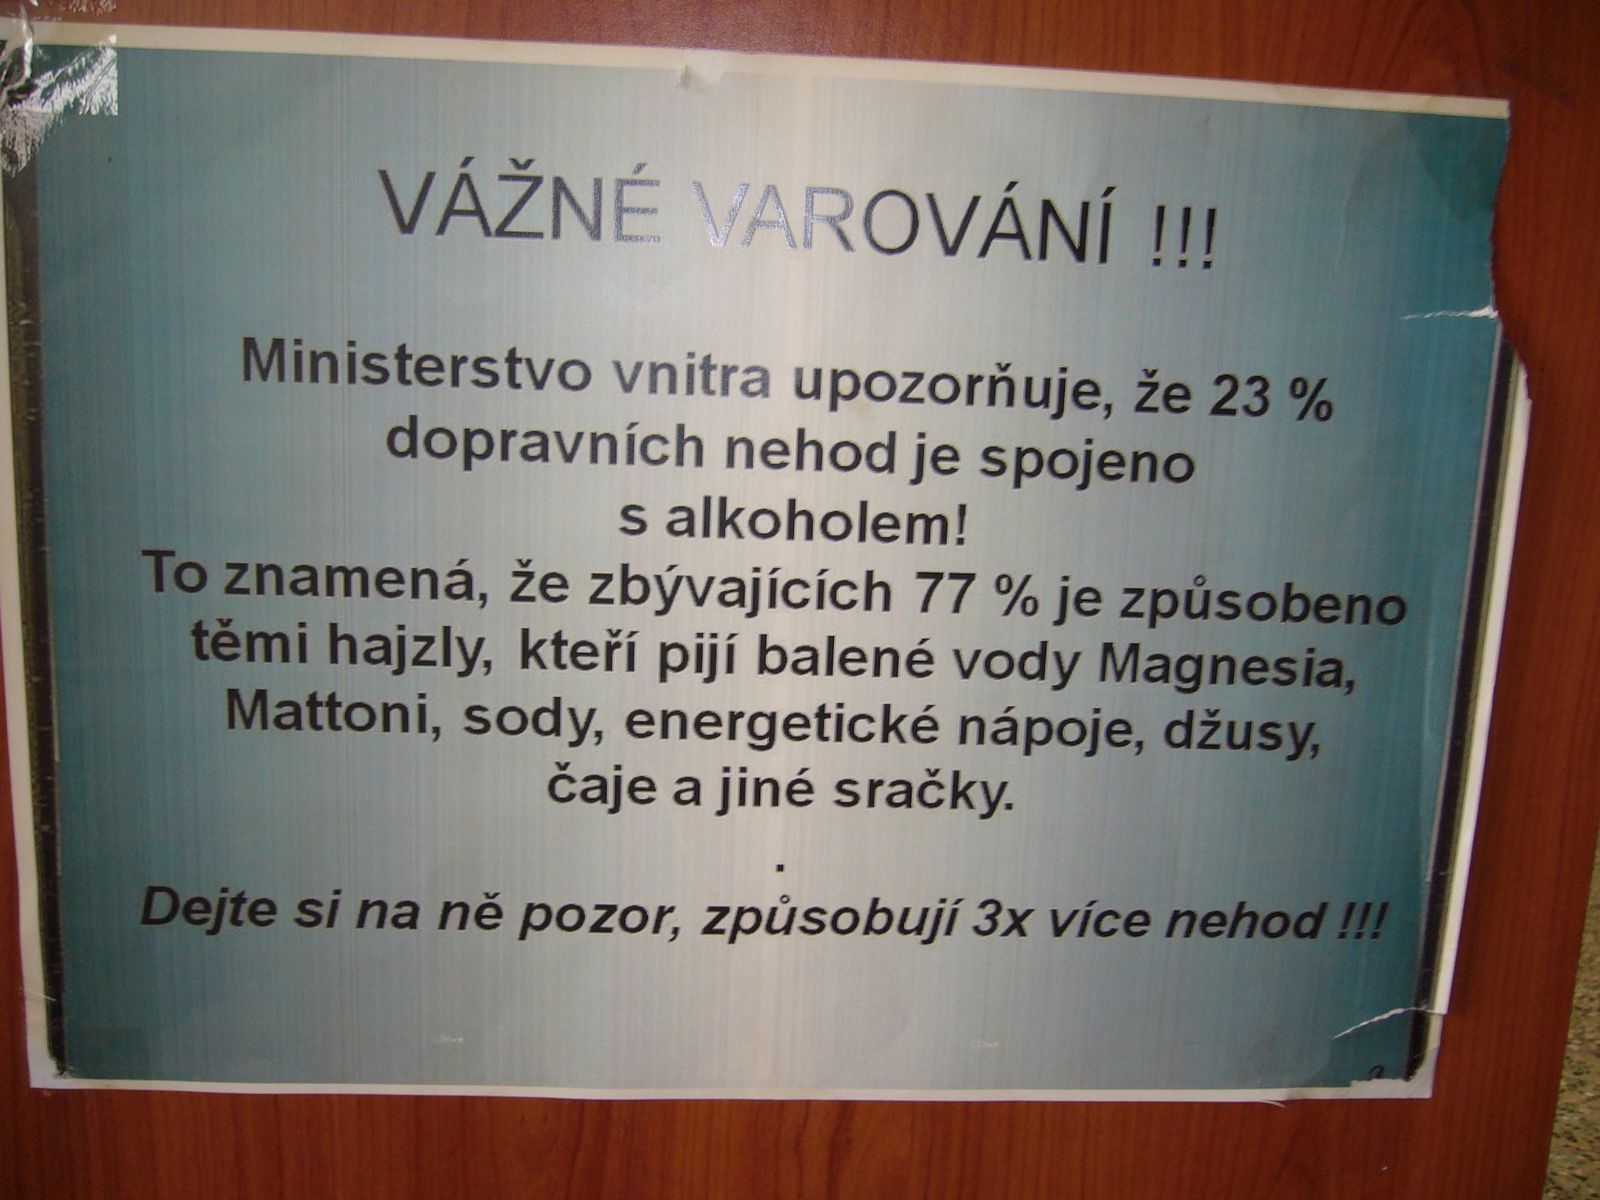 VÁŽNÉ VAROVÁNÍ !!!
Ministerstvo vnitra upozorňuje, že 23 %
dopravních nehod je spojeno
s alkoholem!
To znamená, že zbývajících 77 % je způsobeno
těmi hajzly, kteří pijí balené vody Magnesia,
Mattoni, sody, energetické nápoje, džusy,
čaje a jiné sračky.
.
Dejte si na ně pozor, způsobují 3x více nehod !!!